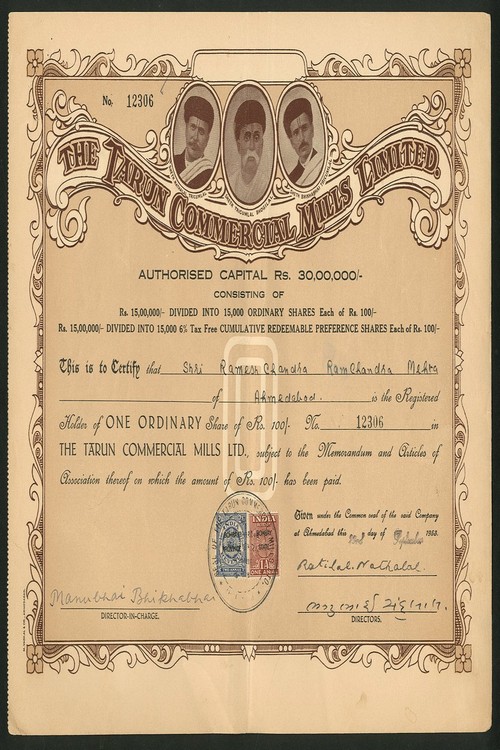 No. 12306
THE TARUN COMMERCIAL MILLS LIMITED.
AUTHORISED CAPITAL Rs. 30,00,000/-
CONSISTING OF
Rs. 15,00,000/- DIVIDED INTO 15,000 ORDINARY SHARES Each of Rs. 100/-
Rs. 15,00,000/- DIVIDED INTO 15,000 6% Tax Free CUMULATIVE REDEEMABLE PREFERENCE SHARES Each of Rs. 100/-
This is to Certify that Shri Ramesh Chandra Ramchandra Mehta
of Ahmedabad. is the Registered
Holder of ONE ORDINARY Share of Rs. 100/- No. 12306 in
THE TARUN COMMERCIAL MILLS LTD., subject to the Memorandum and Articles of
Association thereof on which the amount of Rs. 100/- has been paid.
Given under the Common seal of the said Company
at Ahmedabad this day of September 1953.
INDIA
ONE ANNA
Ratilal Nathalal.
Manubhai Bhikhabhai
DIRECTOR-IN-CHARGE.
DIRECTORS.